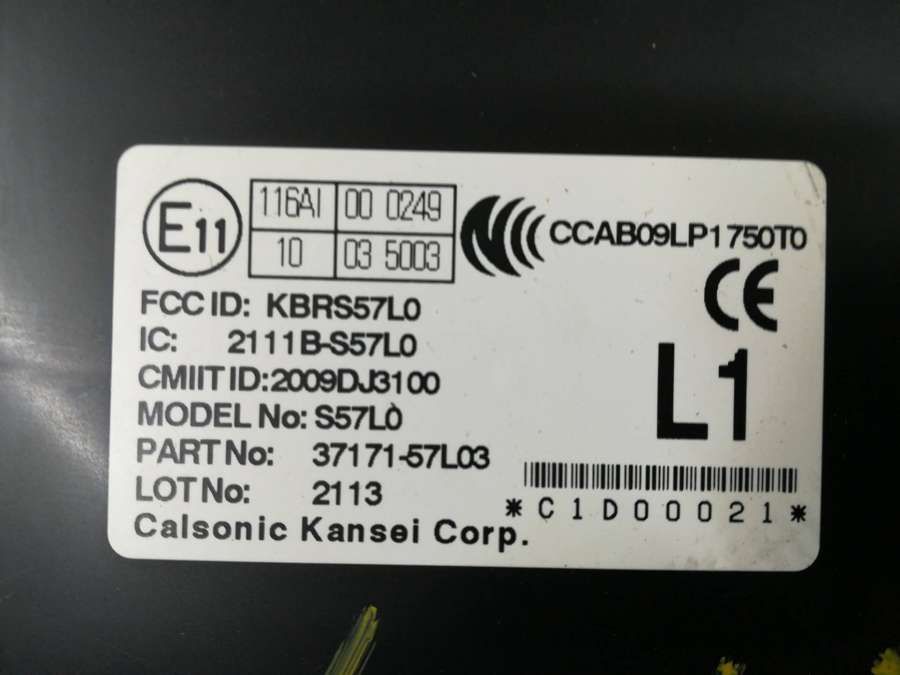 E11
116AI 00 0249
10 03 5003
CCAB09LP1750T0
CE
FCC ID: KBRS57L0
IC: 2111B-S57L0
CMIIT ID:2009DJ3100
MODEL No: S57L0
L1
PART No: 37171-57L03
LOT No: 2113
*C1D00021*
Calsonic Kansei Corp.